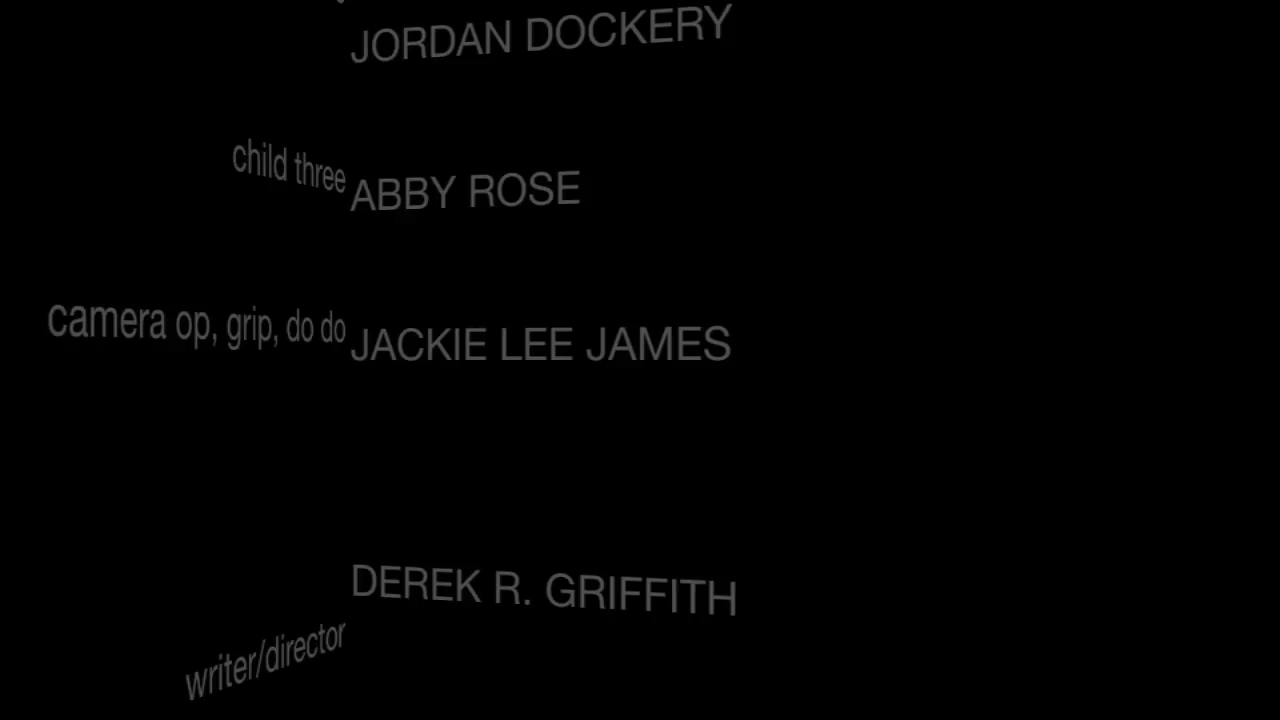 JORDAN DOCKERY
child three
ABBY ROSE
camera op, grip, do do
JACKIE LEE JAMES
DEREK R. GRIFFITH
writer/director